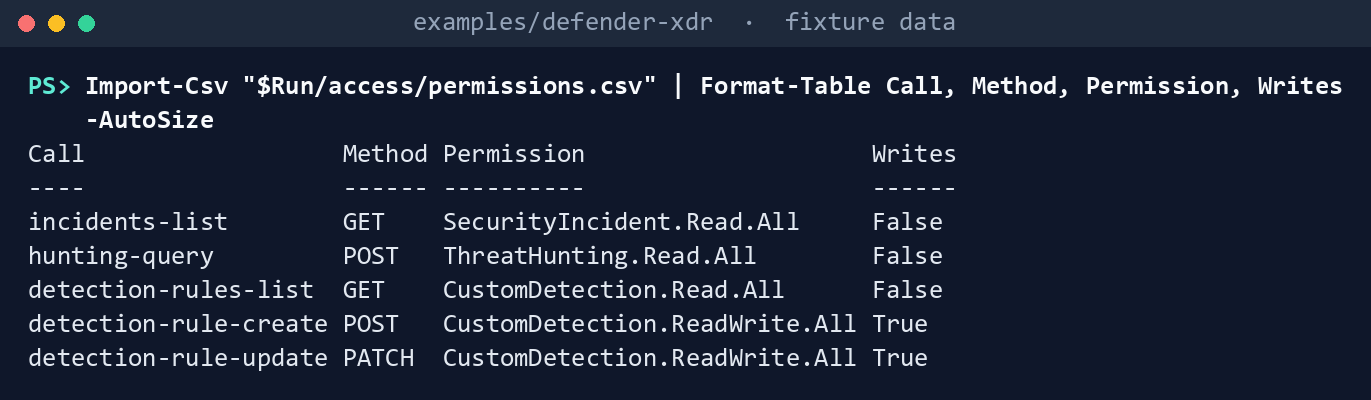 examples/defender-xdr · fixture data
PS> Import-Csv "$Run/access/permissions.csv" | Format-Table Call, Method, Permission, Writes
-AutoSize
Call Method Permission Writes
---- ------ ---------- ------
incidents-list GET SecurityIncident.Read.All False
hunting-query POST ThreatHunting.Read.All False
detection-rules-list GET CustomDetection.Read.All False
detection-rule-create POST CustomDetection.ReadWrite.All True
detection-rule-update PATCH CustomDetection.ReadWrite.All True